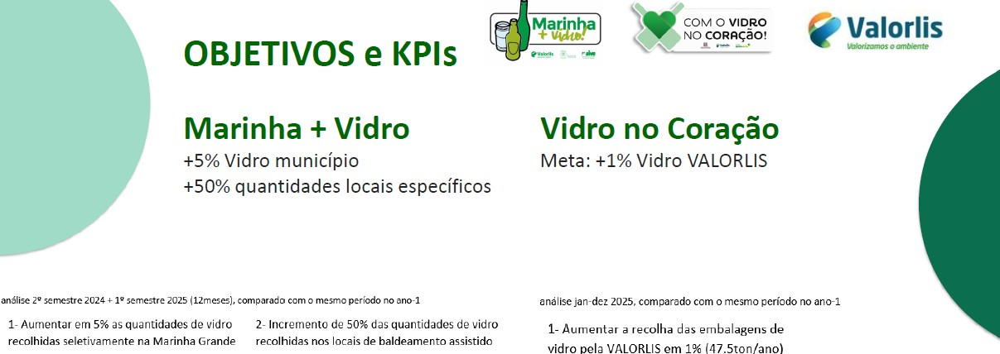 Marinha
+ Vidro!
Valorlis
COM O VIDRO
NO CORAÇÃO!
Valorlis
Valorizamos o ambiente
OBJETIVOS e KPIs
Marinha + Vidro
+5% Vidro município
+50% quantidades locais específicos
Vidro no Coração
Meta: +1% Vidro VALORLIS
análise 2º semestre 2024 + 1º semestre 2025 (12meses), comparado com o mesmo período no ano-1
1- Aumentar em 5% as quantidades de vidro
recolhidas seletivamente na Marinha Grande
2- Incremento de 50% das quantidades de vidro
recolhidas nos locais de baldeamento assistido
análise jan-dez 2025, comparado com o mesmo período no ano-1
1- Aumentar a recolha das embalagens de
vidro pela VALORLIS em 1% (47.5ton/ano)